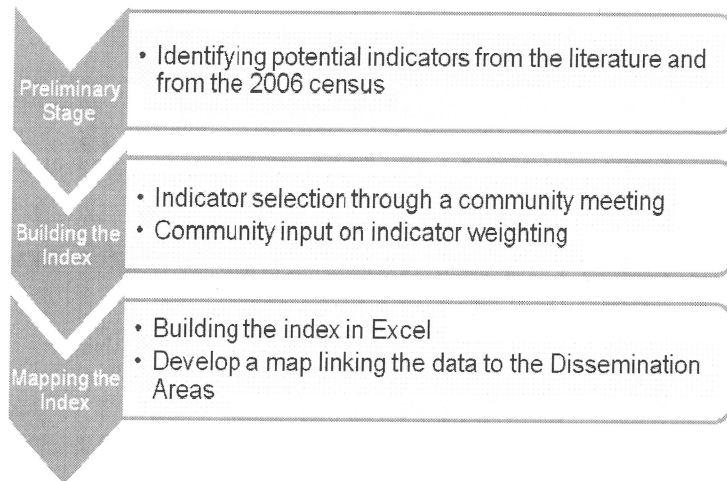 Preliminary
Stage
• Identifying potential indicators from the literature and
from the 2006 census
Building the
Index
• Indicator selection through a community meeting
• Community input on indicator weighting
Mapping the
Index
• Building the index in Excel
• Develop a map linking the data to the Dissemination
Areas